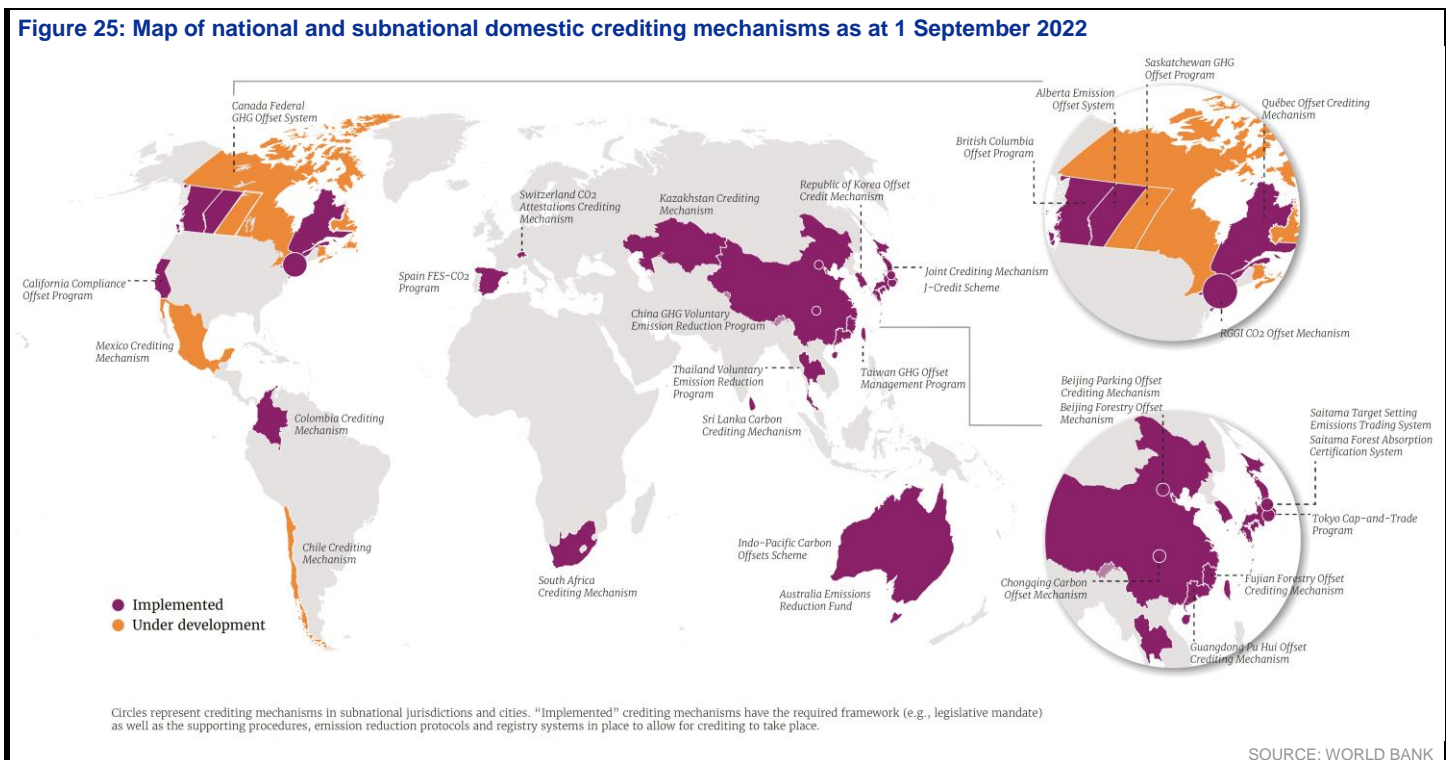 Figure 25: Map of national and subnational domestic crediting mechanisms as at 1 September 2022
Canada Federal
GHG Offset System
California Compliance
Offset Program
Mexico Crediting
Mechanism
Colombia Crediting
Mechanism
Chile Crediting
Mechanism
Switzerland CO2
Attestations Crediting
Mechanism
Spain FES-CO2
Program
Kazakhstan Crediting
Mechanism
Republic of Korea Offset
Credit Mechanism
Joint Crediting Mechanism
J-Credit Scheme
China GHG Voluntary
Emission Reduction Program
Thailand Voluntary
Emission Reduction
Program
Taiwan GHG Offset
Management Program
Sri Lanka Carbon
Crediting Mechanism
South Africa
Crediting Mechanism
Indo-Pacific Carbon
Offsets Scheme
Australia Emissions
Reduction Fund
Saskatchewan GHG
Offset Program
Alberta Emission
Offset System
Québec Offset Crediting
Mechanism
British Columbia
Offset Program
RGGI CO2 Offset Mechanism
Beijing Parking Offset
Crediting Mechanism
Beijing Forestry Offset
Mechanism
Saitama Target Setting
Emissions Trading System
Saitama Forest Absorption
Certification System
Tokyo Cap-and-Trade
Program
Chongqing Carbon
Offset Mechanism
Fujian Forestry Offset
Crediting Mechanism
Guangdong Pu Hui Offset
Crediting Mechanism
Implemented
Under development
Circles represent crediting mechanisms in subnational jurisdictions and cities. “Implemented” crediting mechanisms have the required framework (e.g., legislative mandate)
as well as the supporting procedures, emission reduction protocols and registry systems in place to allow for crediting to take place.
SOURCE: WORLD BANK